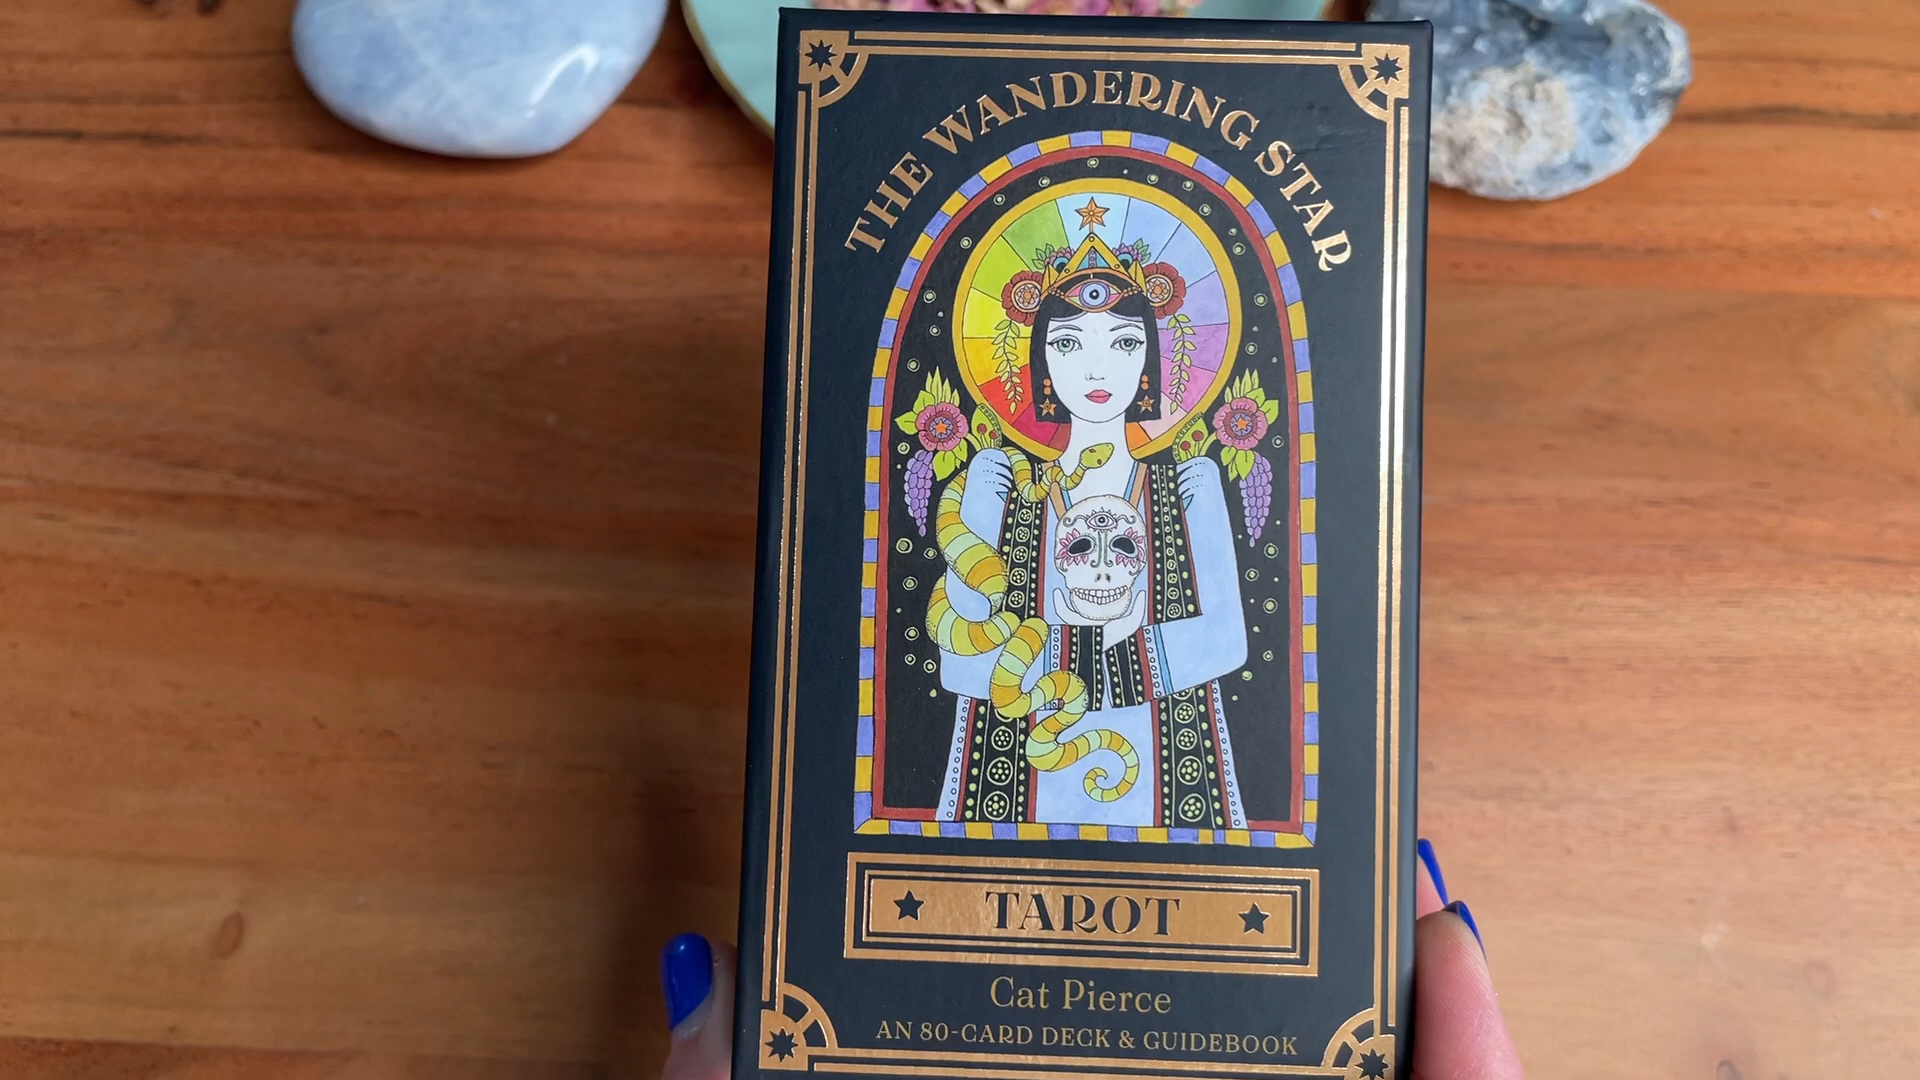 THE WANDERING STAR
TAROT
Cat Pierce
AN 80-CARD DECK & GUIDEBOOK